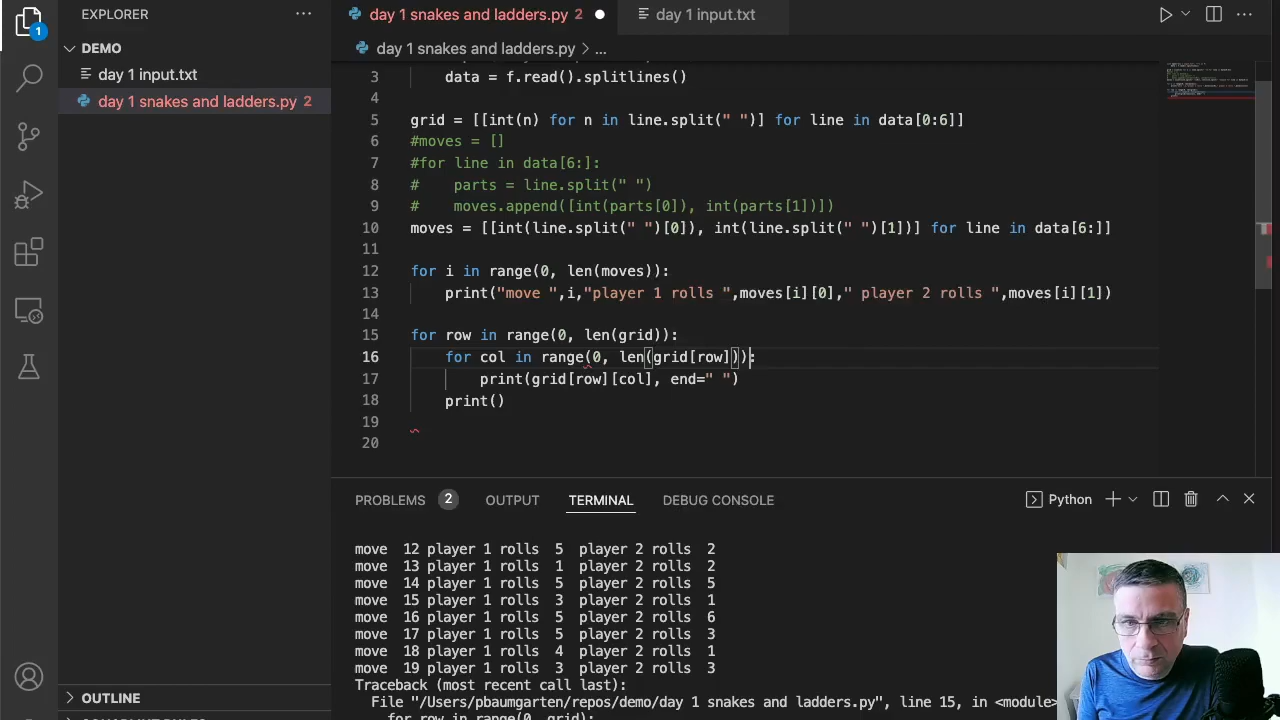 EXPLORER
DEMO
day 1 input.txt
day 1 snakes and ladders.py 2
OUTLINE
1
day 1 snakes and ladders.py 2
day 1 input.txt
day 1 snakes and ladders.py > ...
3 data = f.read().splitlines()
4
5 grid = [[int(n) for n in line.split(" ")] for line in data[0:6]]
6 #moves = []
7 #for line in data[6:]:
8 #    parts = line.split(" ")
9 #    moves.append([int(parts[0]), int(parts[1])])
10 moves = [[int(line.split(" ")[0]), int(line.split(" ")[1])] for line in data[6:]]
11
12 for i in range(0, len(moves)):
13 print("move ",i,"player 1 rolls ",moves[i][0]," player 2 rolls ",moves[i][1])
14
15 for row in range(0, len(grid)):
16 for col in range(0, len(grid[row])):
17 print(grid[row][col], end=" ")
18 print()
19
20
PROBLEMS 2 OUTPUT TERMINAL DEBUG CONSOLE Python
move  12 player 1 rolls  5  player 2 rolls  2
move  13 player 1 rolls  1  player 2 rolls  2
move  14 player 1 rolls  5  player 2 rolls  5
move  15 player 1 rolls  3  player 2 rolls  1
move  16 player 1 rolls  5  player 2 rolls  6
move  17 player 1 rolls  5  player 2 rolls  3
move  18 player 1 rolls  4  player 2 rolls  1
move  19 player 1 rolls  3  player 2 rolls  3
Traceback (most recent call last):
File "/Users/pbaumgarten/repos/demo/day 1 snakes and ladders.py", line 15, in <module>
for row in range(0, grid):